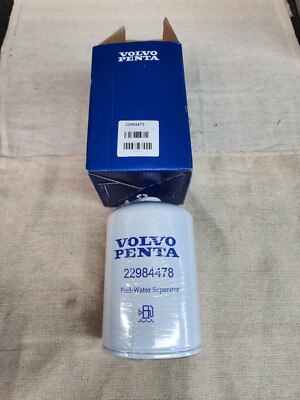 VOLVO
PENTA
22984478
VOLVO
PENTA
22984478
Fuel-Water Separator